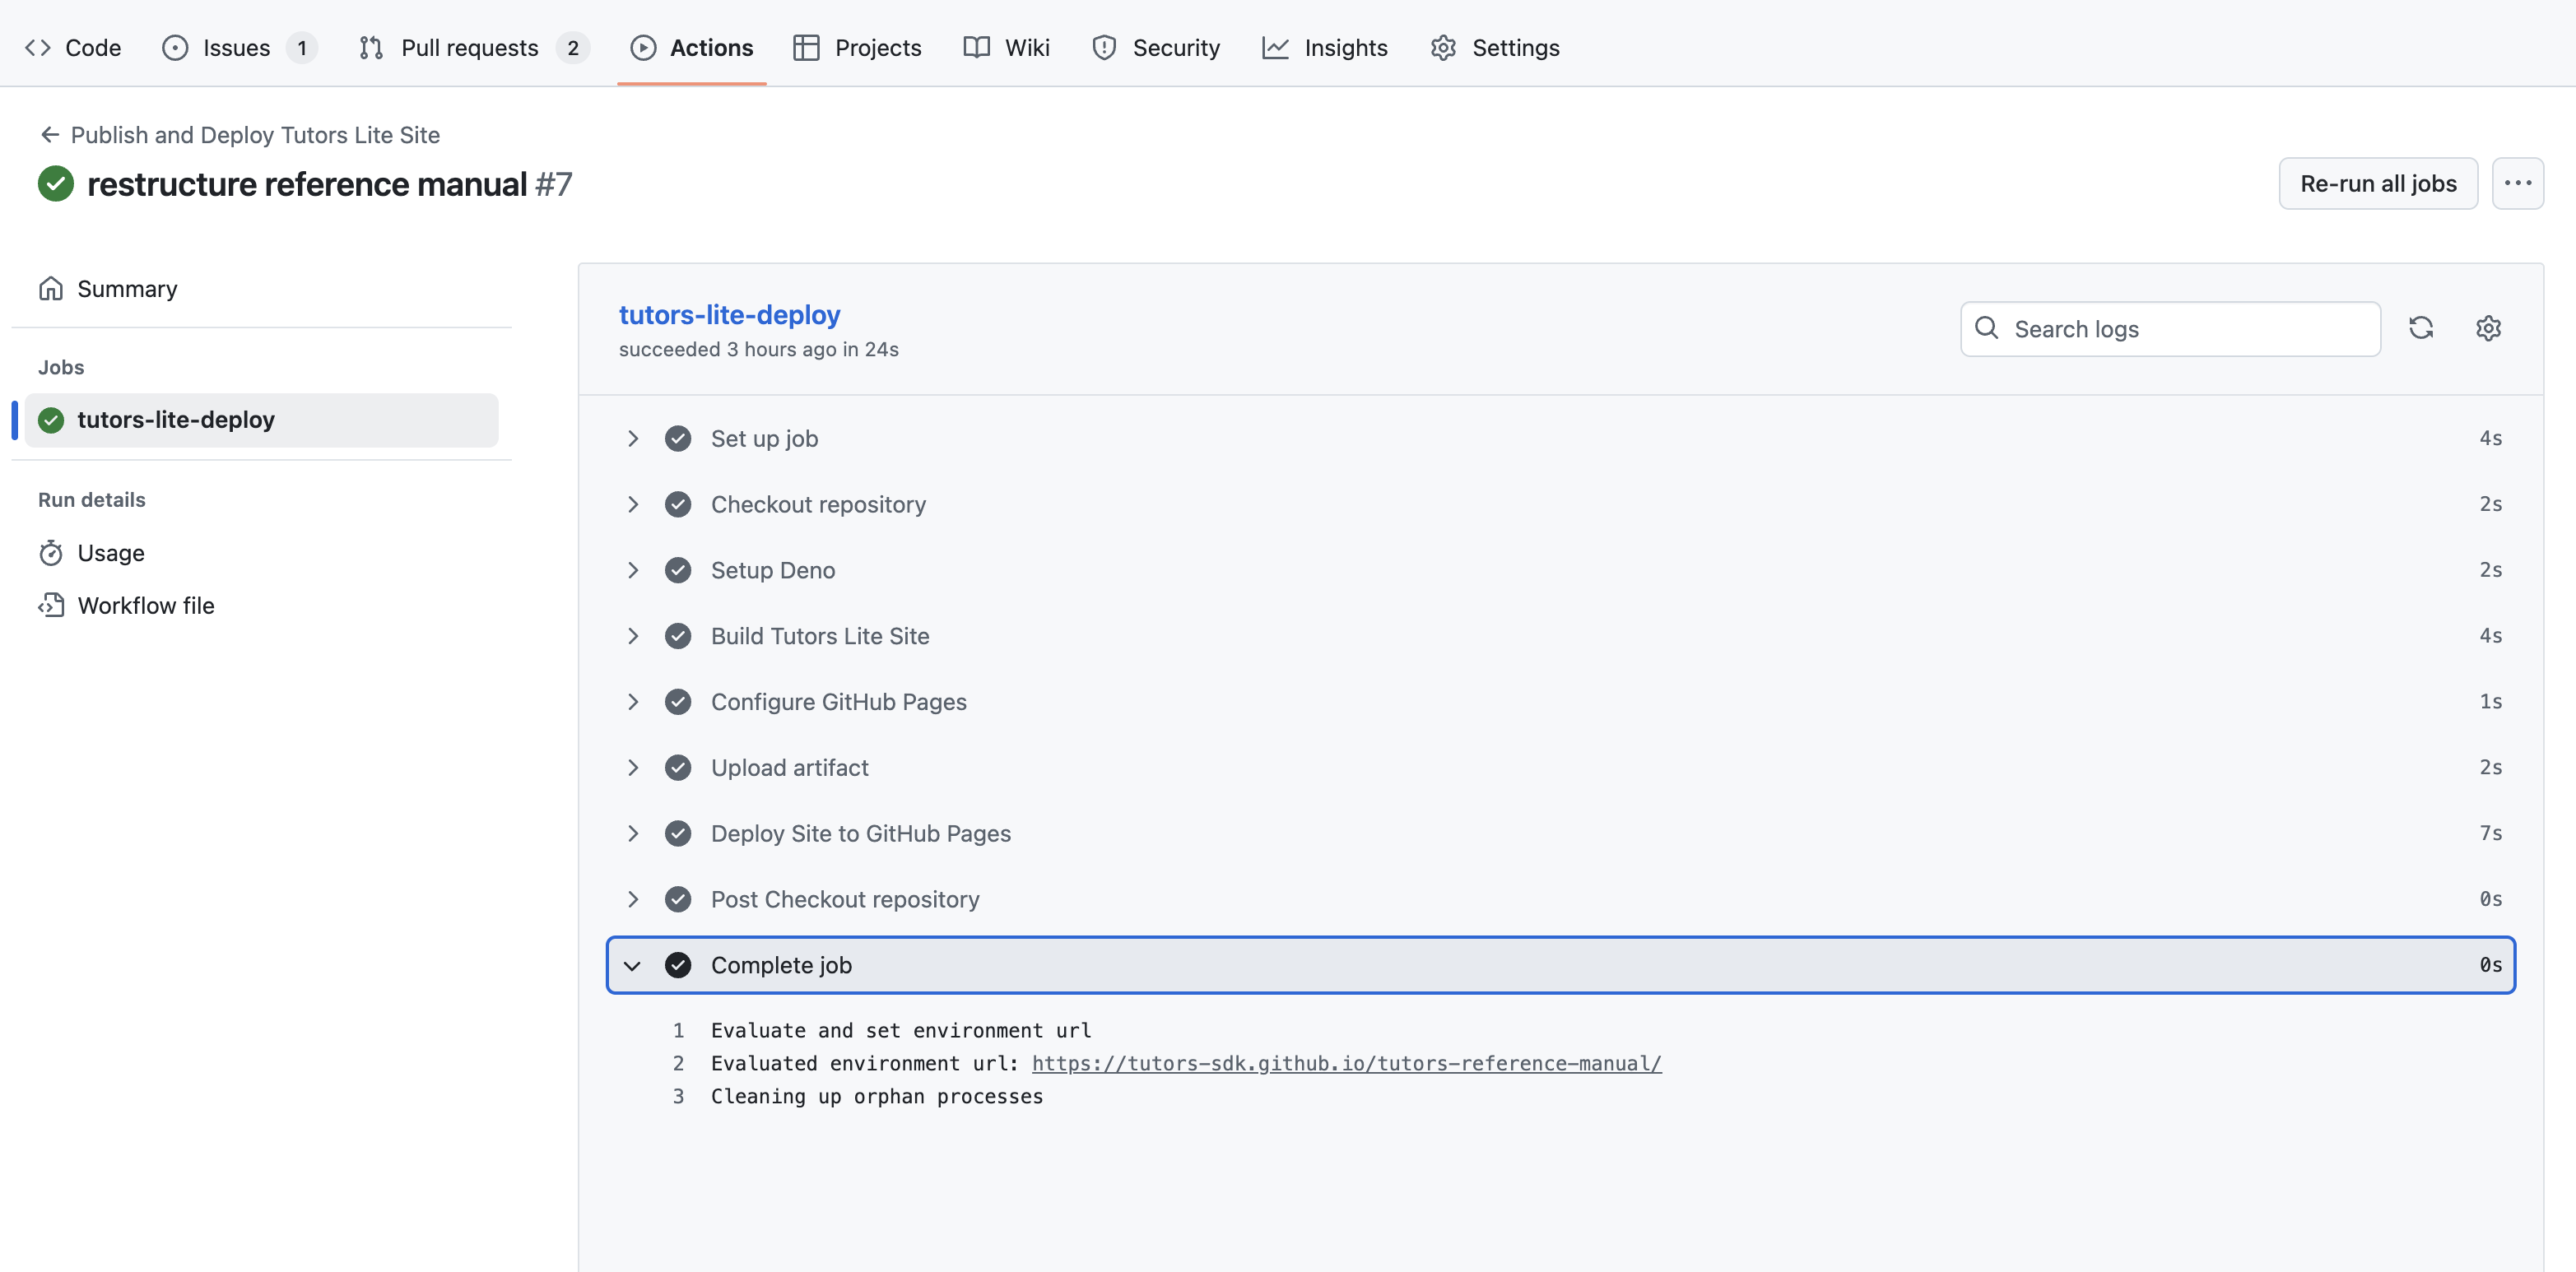 Code Issues 1 Pull requests 2 Actions Projects Wiki Security Insights Settings
Publish and Deploy Tutors Lite Site
restructure reference manual #7
Re-run all jobs
Summary
Jobs
tutors-lite-deploy
Run details
Usage
Workflow file
tutors-lite-deploy
succeeded 3 hours ago in 24s
Search logs
Set up job 4s
Checkout repository 2s
Setup Deno 2s
Build Tutors Lite Site 4s
Configure GitHub Pages 1s
Upload artifact 2s
Deploy Site to GitHub Pages 7s
Post Checkout repository 0s
Complete job 0s
1 Evaluate and set environment url
2 Evaluated environment url: https://tutors-sdk.github.io/tutors-reference-manual/
3 Cleaning up orphan processes